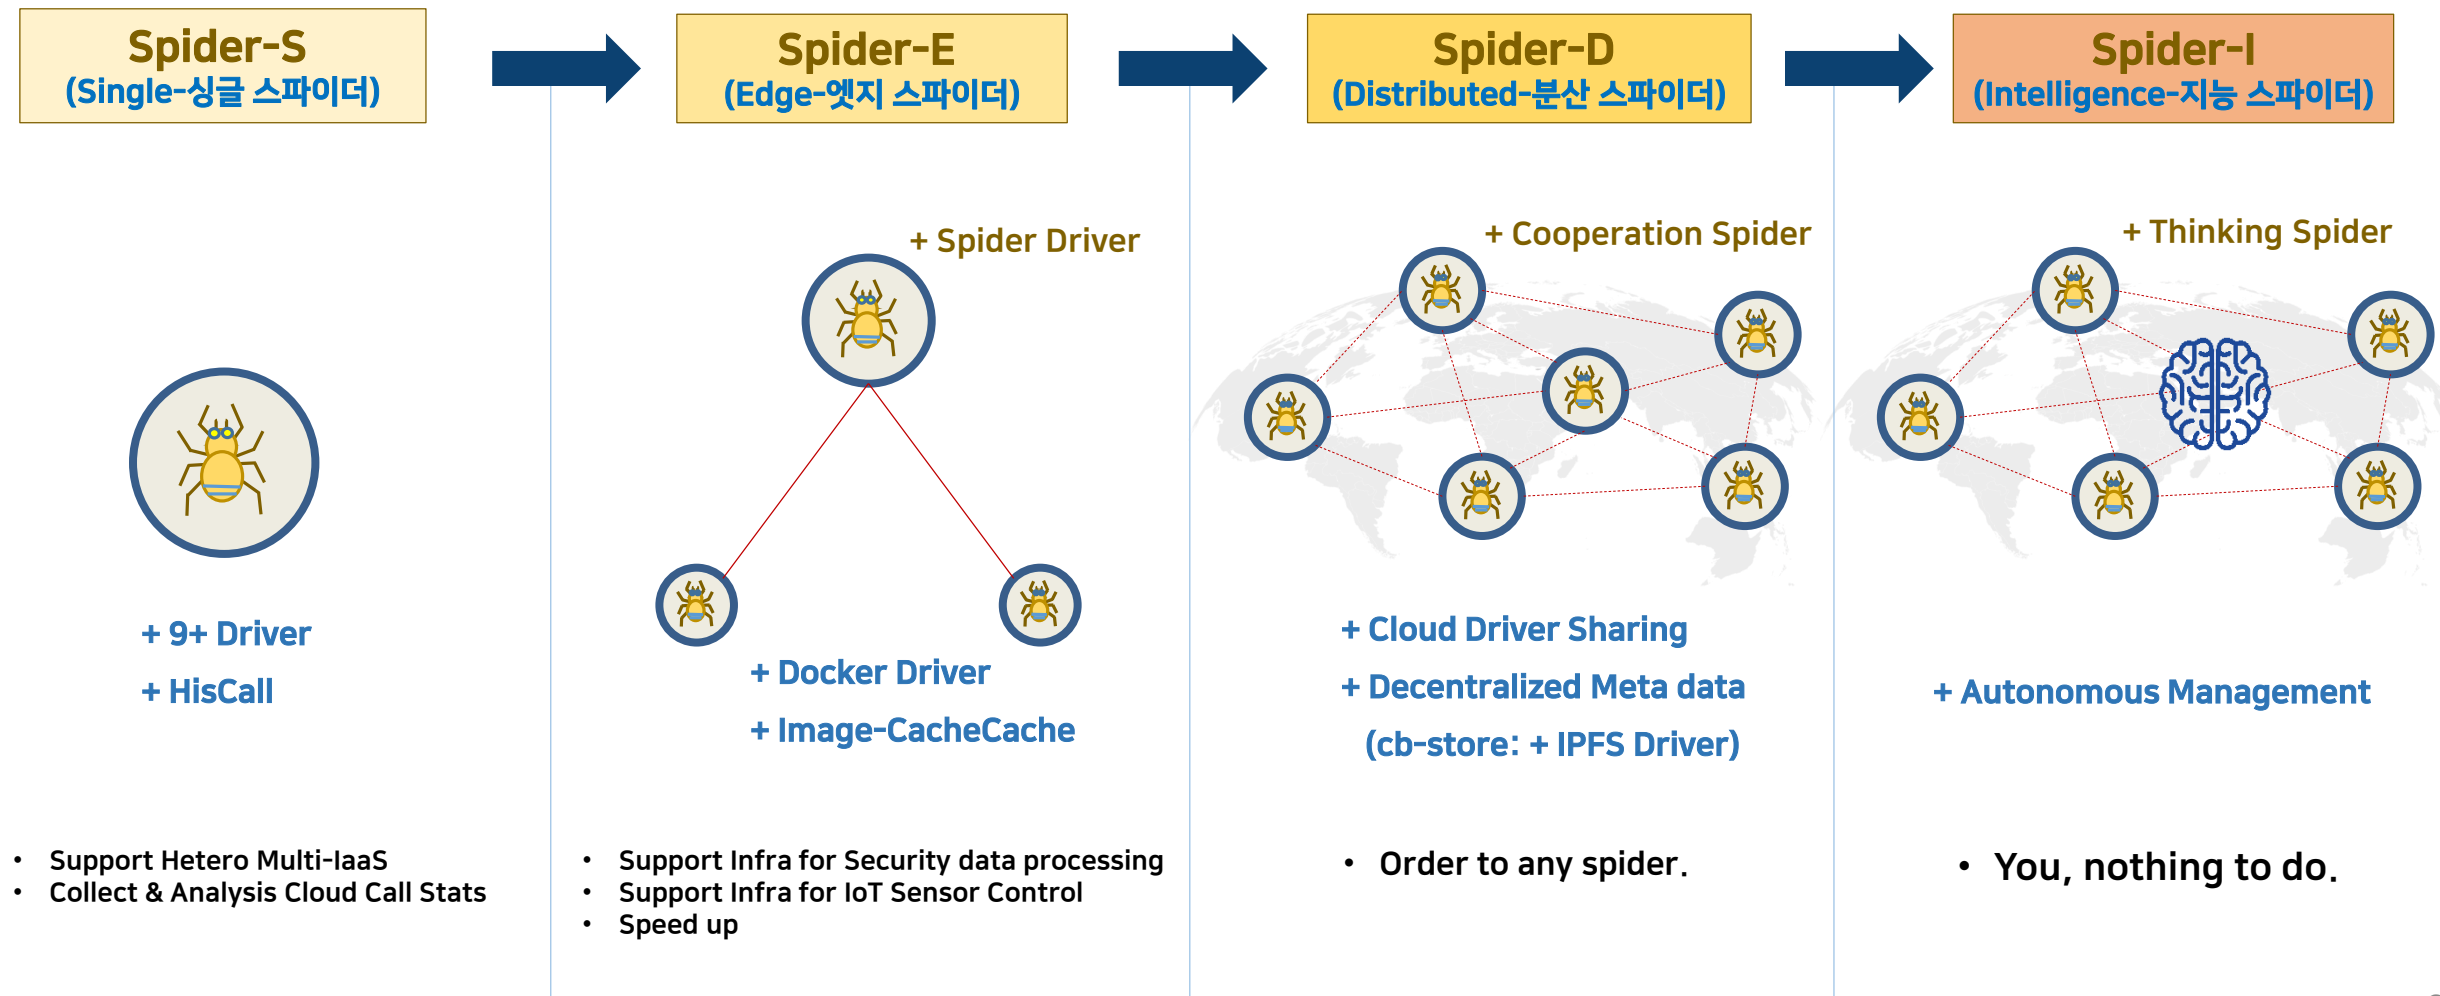 Spider-S
(Single-싱글 스파이더)
Spider-E
(Edge-엣지 스파이더)
Spider-D
(Distributed-분산 스파이더)
Spider-I
(Intelligence-지능 스파이더)
+ 9+ Driver
+ HisCall
• Support Hetero Multi-IaaS
• Collect & Analysis Cloud Call Stats
+ Spider Driver
+ Docker Driver
+ Image-CacheCache
• Support Infra for Security data processing
• Support Infra for IoT Sensor Control
• Speed up
+ Cooperation Spider
+ Cloud Driver Sharing
+ Decentralized Meta data
(cb-store: + IPFS Driver)
• Order to any spider.
+ Thinking Spider
+ Autonomous Management
• You, nothing to do.